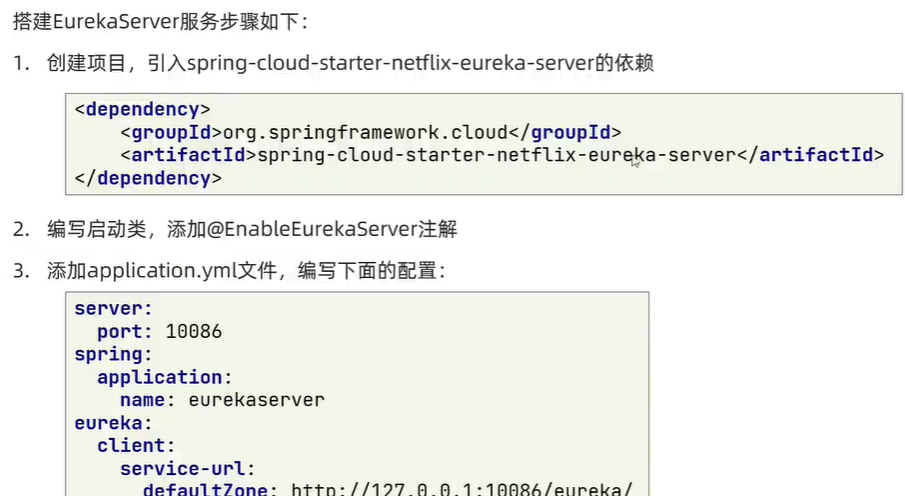 搭建EurekaServer服务步骤如下：
1. 创建项目，引入spring-cloud-starter-netflix-eureka-server的依赖
<dependency>
    <groupId>org.springframework.cloud</groupId>
    <artifactId>spring-cloud-starter-netflix-eureka-server</artifactId>
</dependency>
2. 编写启动类，添加@EnableEurekaServer注解
3. 添加application.yml文件，编写下面的配置：
server:
  port: 10086
spring:
  application:
    name: eurekaserver
eureka:
  client:
    service-url:
      defaultZone: http://127.0.0.1:10086/eureka/